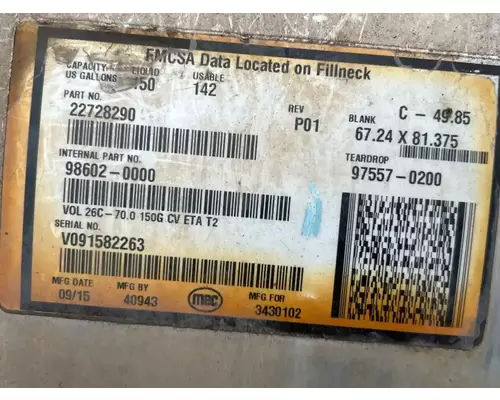 FMCSA Data Located on Fillneck
CAPACITY LIQUID USABLE
US GALLONS 150 142
PART NO. REV BLANK C - 49.85
22728290 P01 67.24 X 81.375
INTERNAL PART NO. TEARDROP
98602-0000 97557-0200
VOL 26C-70.0 150G CV ETA T2
SERIAL NO.
V091582263
MFG DATE MFG BY mec MFG FOR
09/15 40943 3430102